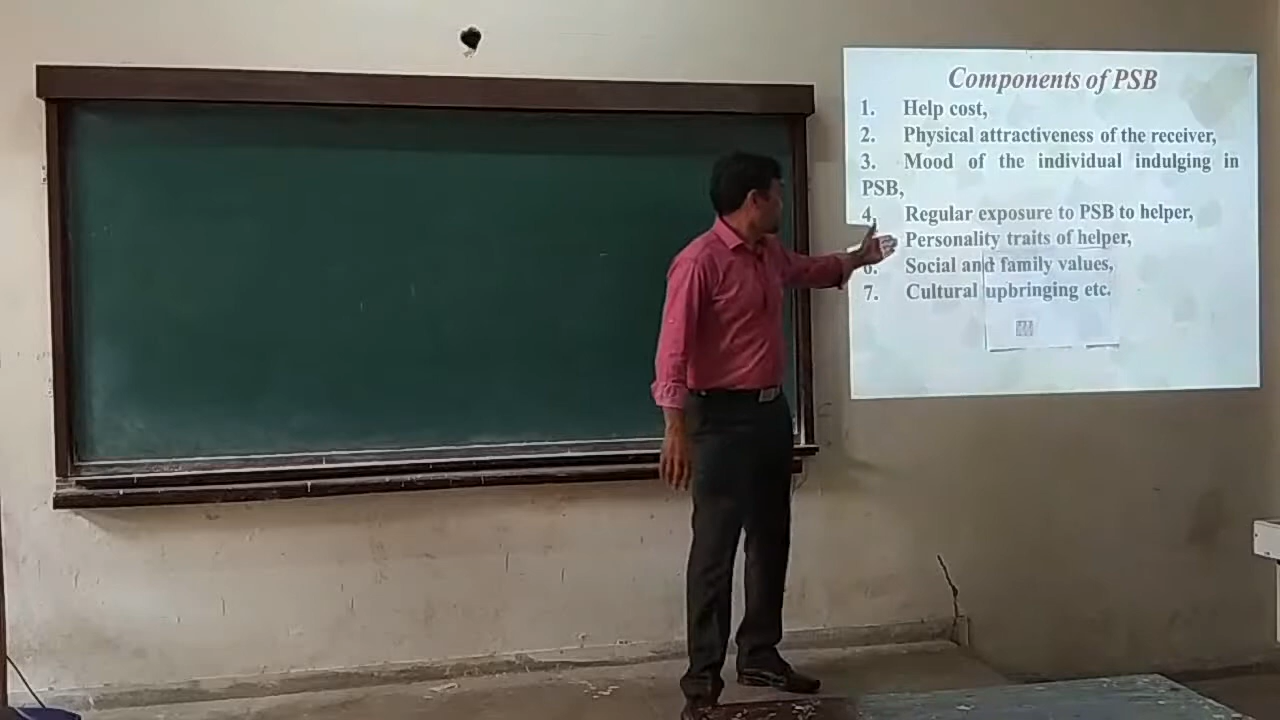 Components of PSB
1. Help cost,
2. Physical attractiveness of the receiver,
3. Mood of the individual indulging in
PSB,
4. Regular exposure to PSB to helper,
Personality traits of helper,
6. Social and family values,
7. Cultural upbringing etc.